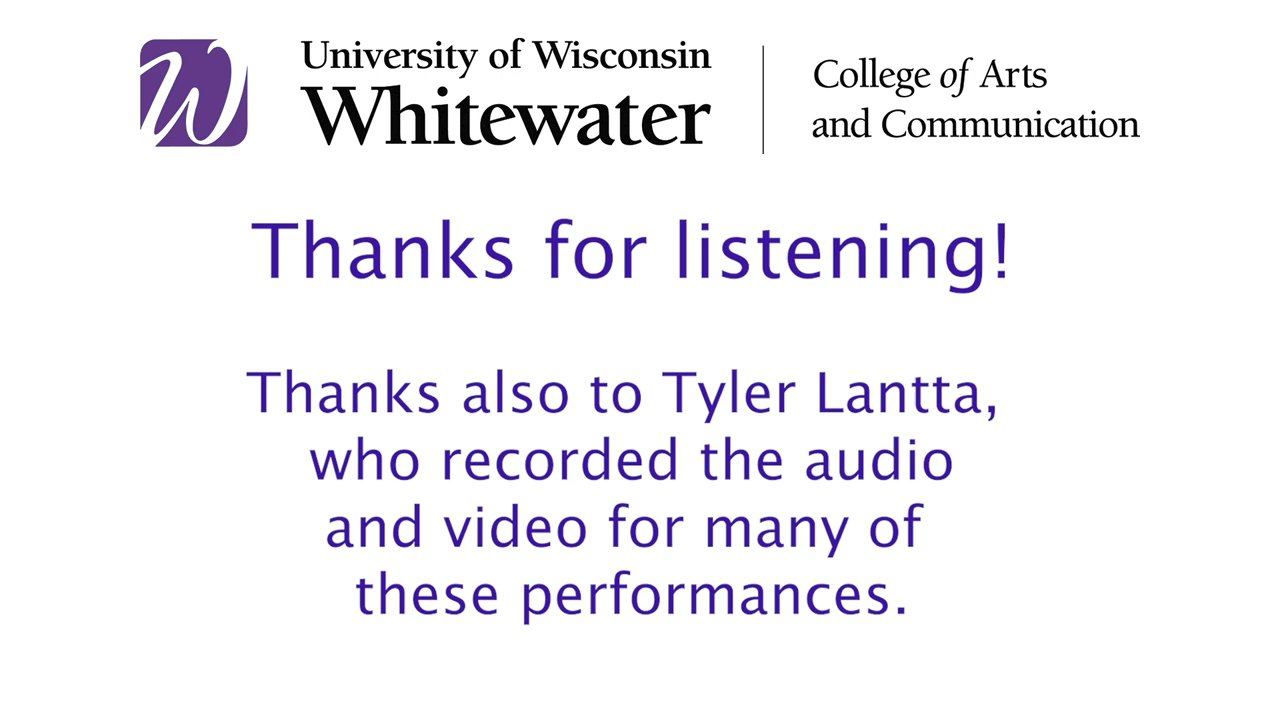 W
University of Wisconsin
Whitewater
College of Arts
and Communication
Thanks for listening!
Thanks also to Tyler Lantta,
who recorded the audio
and video for many of
these performances.